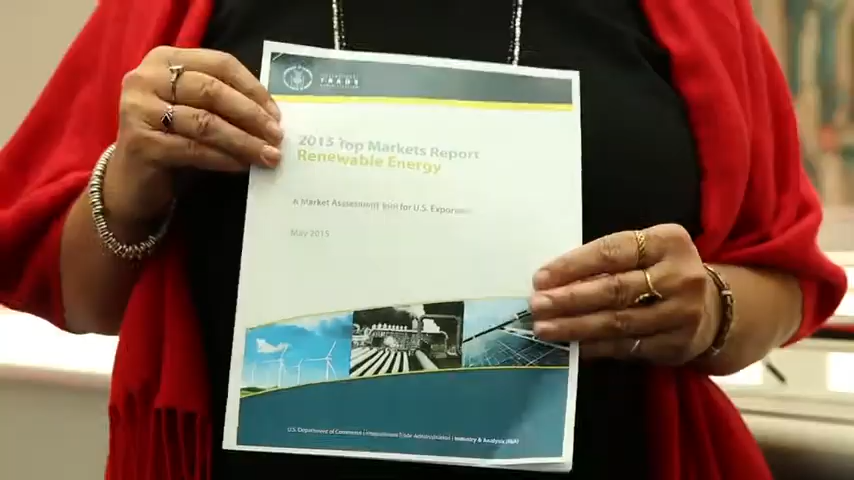 TRADE
2015 Top Markets Report
Renewable Energy
A Market Assessment Tool for U.S. Exporters
May 2015
U.S. Department of Commerce | International Trade Administration | Industry & Analysis (I&A)